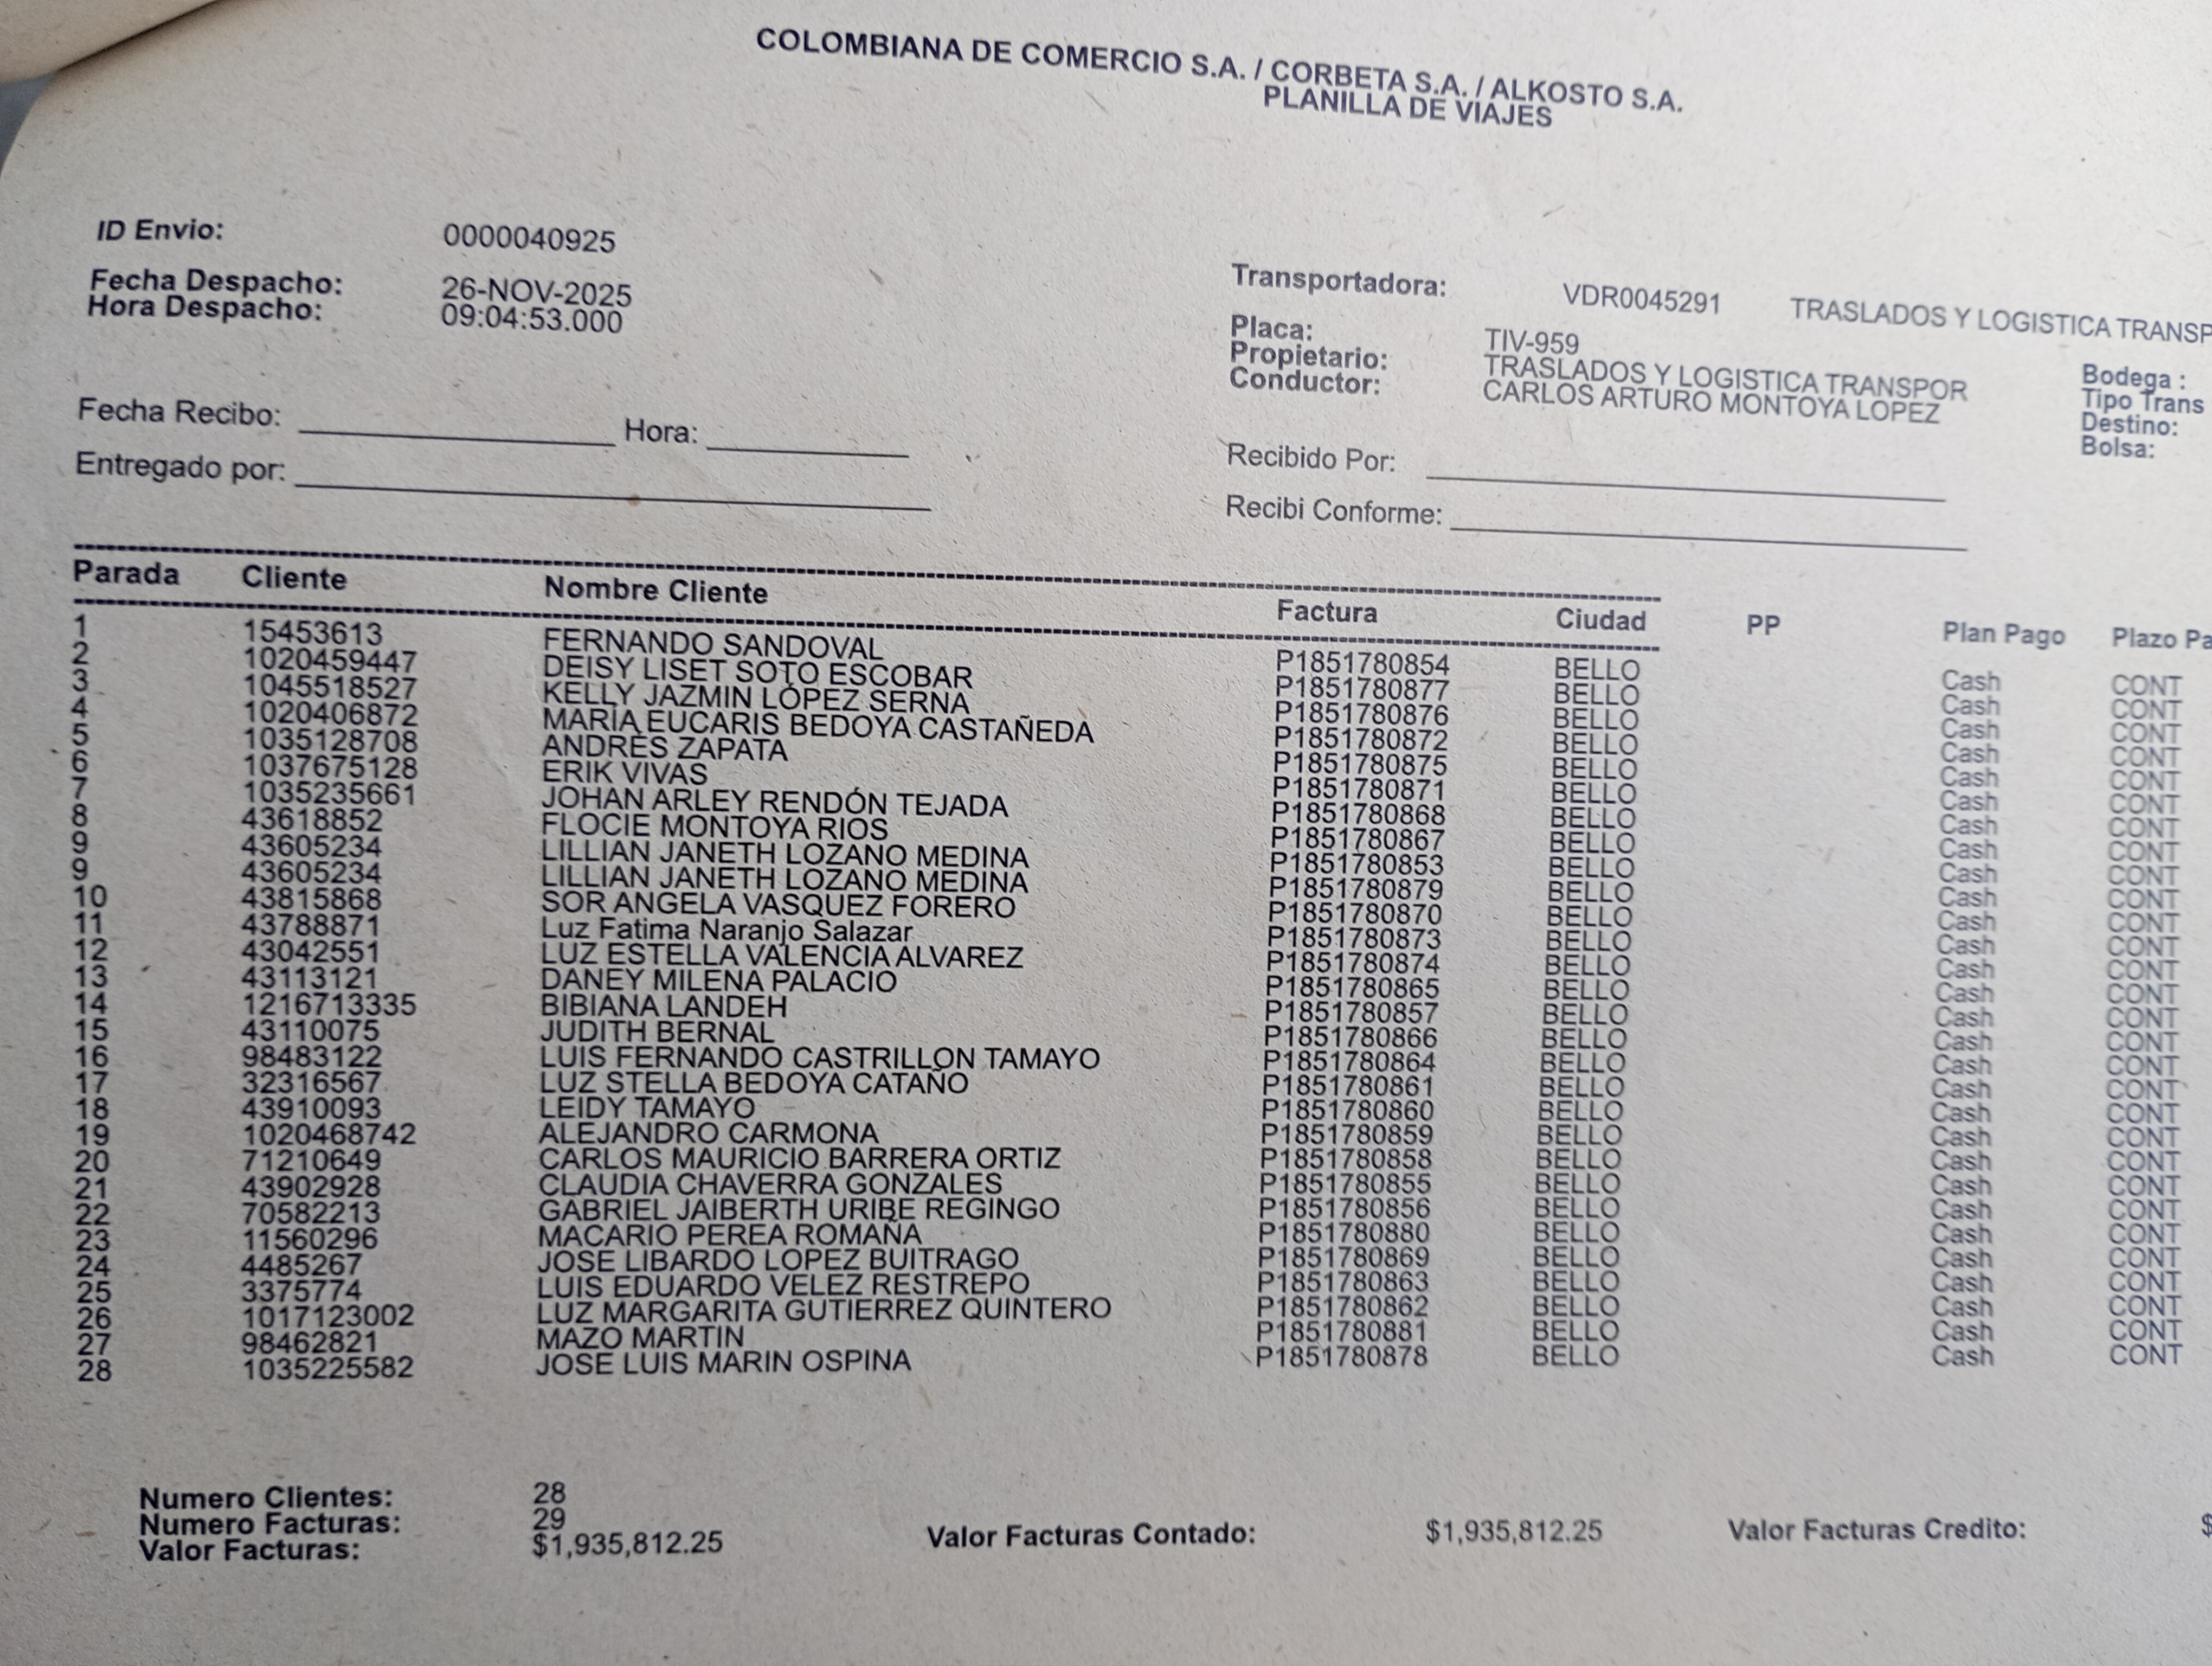 COLOMBIANA DE COMERCIO S.A. / CORBETA S.A. / ALKOSTO S.A.
PLANILLA DE VIAJES
ID Envio: 0000040925
Fecha Despacho: 26-NOV-2025
Hora Despacho: 09:04:53.000
Transportadora: VDR0045291 TRASLADOS Y LOGISTICA TRANSP
Placa: TIV-959
Propietario: TRASLADOS Y LOGISTICA TRANSPOR
Conductor: CARLOS ARTURO MONTOYA LOPEZ
Bodega :
Tipo Trans
Destino:
Bolsa:
Fecha Recibo: Hora:
Entregado por:
Recibido Por:
Recibi Conforme:
Parada Cliente Nombre Cliente Factura Ciudad PP Plan Pago Plazo Pa
1 15453613 FERNANDO SANDOVAL P1851780854 BELLO Cash CONT
2 1020459447 DEISY LISET SOTO ESCOBAR P1851780877 BELLO Cash CONT
3 1045518527 KELLY JAZMIN LÓPEZ SERNA P1851780876 BELLO Cash CONT
4 1020406872 MARÍA EUCARIS BEDOYA CASTAÑEDA P1851780872 BELLO Cash CONT
5 1035128708 ANDRÉS ZAPATA P1851780875 BELLO Cash CONT
6 1037675128 ERIK VIVAS P1851780871 BELLO Cash CONT
7 1035235661 JOHAN ARLEY RENDÓN TEJADA P1851780868 BELLO Cash CONT
8 43618852 FLOCIE MONTOYA RIOS P1851780867 BELLO Cash CONT
9 43605234 LILLIAN JANETH LOZANO MEDINA P1851780853 BELLO Cash CONT
9 43605234 LILLIAN JANETH LOZANO MEDINA P1851780879 BELLO Cash CONT
10 43815868 SOR ANGELA VASQUEZ FORERO P1851780870 BELLO Cash CONT
11 43788871 Luz Fatima Naranjo Salazar P1851780873 BELLO Cash CONT
12 43042551 LUZ ESTELLA VALENCIA ALVAREZ P1851780874 BELLO Cash CONT
13 43113121 DANEY MILENA PALACIO P1851780865 BELLO Cash CONT
14 1216713335 BIBIANA LANDEH P1851780857 BELLO Cash CONT
15 43110075 JUDITH BERNAL P1851780866 BELLO Cash CONT
16 98483122 LUIS FERNANDO CASTRILLON TAMAYO P1851780864 BELLO Cash CONT
17 32316567 LUZ STELLA BEDOYA CATAÑO P1851780861 BELLO Cash CONT
18 43910093 LEIDY TAMAYO P1851780860 BELLO Cash CONT
19 1020468742 ALEJANDRO CARMONA P1851780859 BELLO Cash CONT
20 71210649 CARLOS MAURICIO BARRERA ORTIZ P1851780858 BELLO Cash CONT
21 43902928 CLAUDIA CHAVERRA GONZALES P1851780855 BELLO Cash CONT
22 70582213 GABRIEL JAIBERTH URIBE REGINGO P1851780856 BELLO Cash CONT
23 11560296 MACARIO PEREA ROMAÑA P1851780880 BELLO Cash CONT
24 4485267 JOSE LIBARDO LOPEZ BUITRAGO P1851780869 BELLO Cash CONT
25 3375774 LUIS EDUARDO VELEZ RESTREPO P1851780863 BELLO Cash CONT
26 1017123002 LUZ MARGARITA GUTIERREZ QUINTERO P1851780862 BELLO Cash CONT
27 98462821 MAZO MARTIN P1851780881 BELLO Cash CONT
28 1035225582 JOSE LUIS MARIN OSPINA P1851780878 BELLO Cash CONT
Numero Clientes: 28
Numero Facturas: 29
Valor Facturas: $1,935,812.25 Valor Facturas Contado: $1,935,812.25 Valor Facturas Credito: $